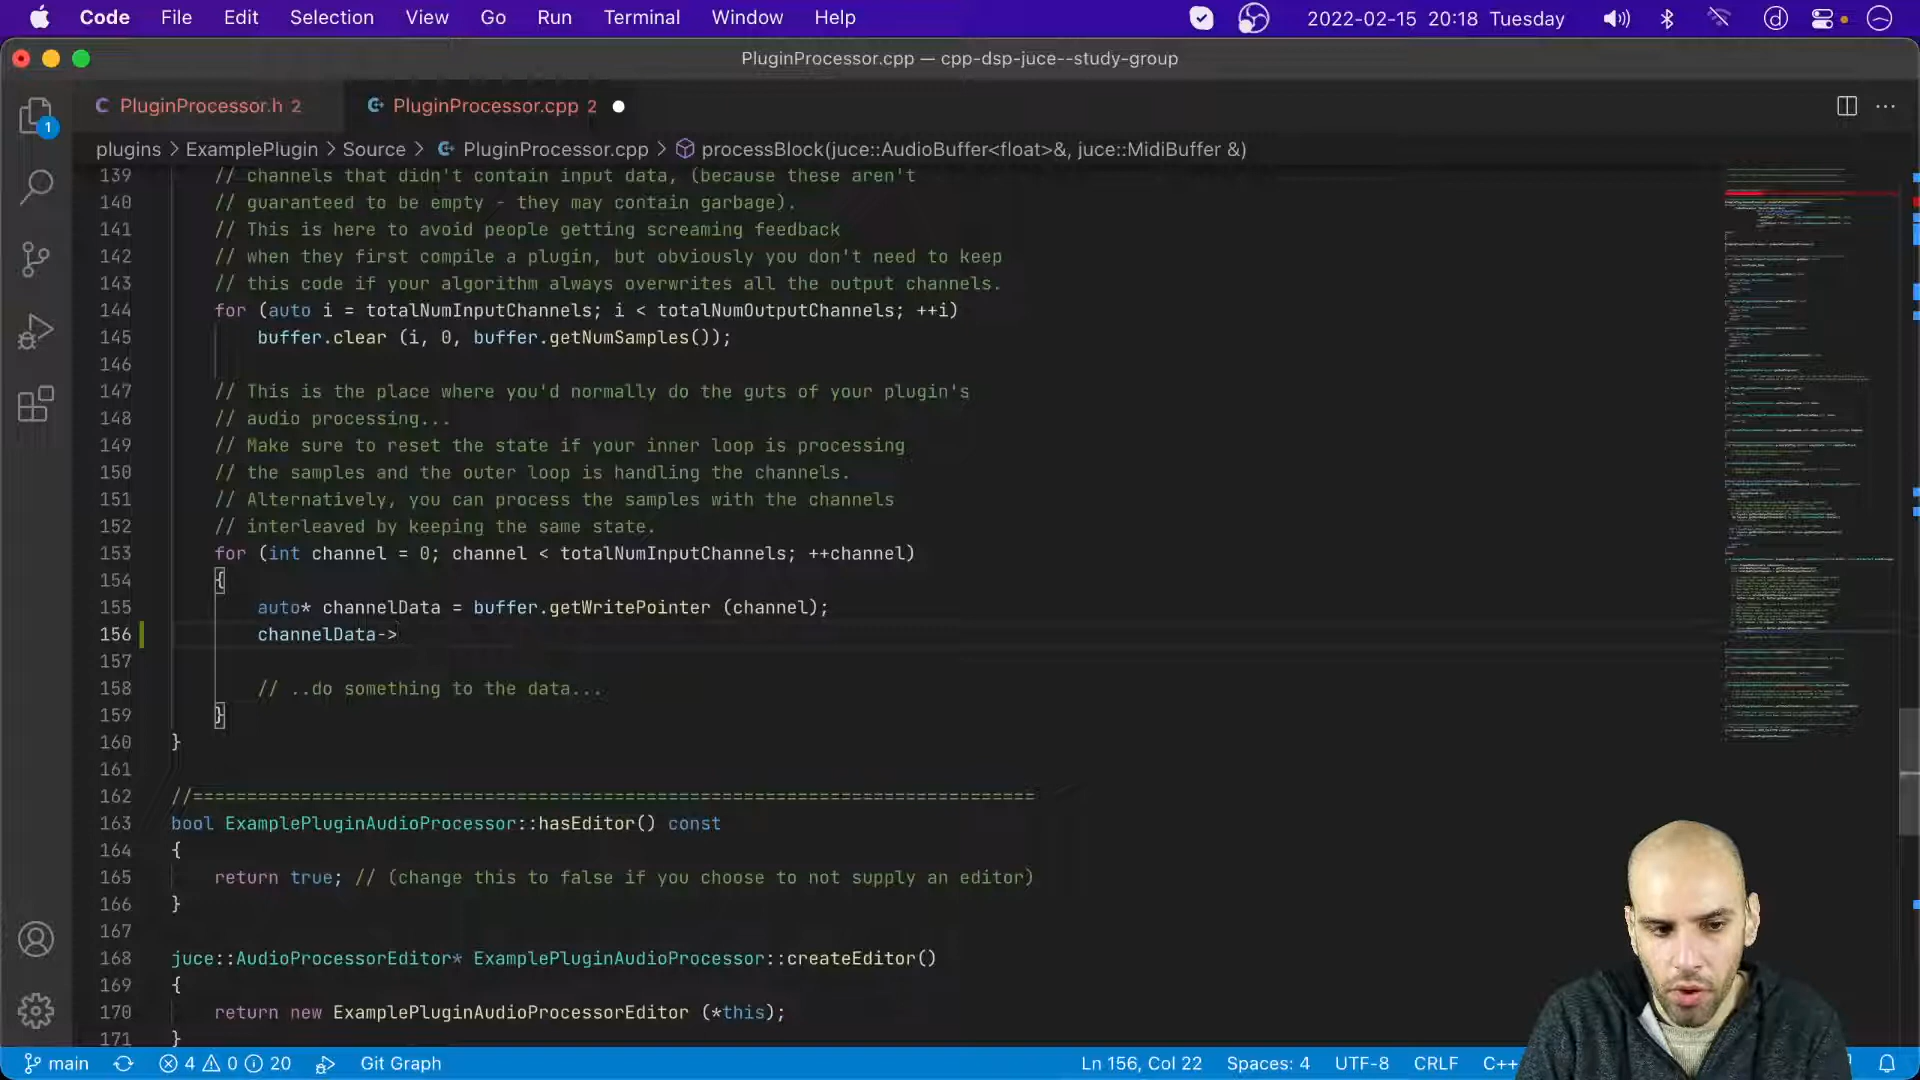 Code File Edit Selection View Go Run Terminal Window Help 2022-02-15 20:18 Tuesday
PluginProcessor.cpp — cpp-dsp-juce--study-group
PluginProcessor.h 2 PluginProcessor.cpp 2
plugins > ExamplePlugin > Source > PluginProcessor.cpp > processBlock(juce::AudioBuffer<float>&, juce::MidiBuffer &)
1
139 // channels that didn't contain input data, (because these aren't
140 // guaranteed to be empty - they may contain garbage).
141 // This is here to avoid people getting screaming feedback
142 // when they first compile a plugin, but obviously you don't need to keep
143 // this code if your algorithm always overwrites all the output channels.
144 for (auto i = totalNumInputChannels; i < totalNumOutputChannels; ++i)
145 buffer.clear (i, 0, buffer.getNumSamples());
146
147 // This is the place where you'd normally do the guts of your plugin's
148 // audio processing...
149 // Make sure to reset the state if your inner loop is processing
150 // the samples and the outer loop is handling the channels.
151 // Alternatively, you can process the samples with the channels
152 // interleaved by keeping the same state.
153 for (int channel = 0; channel < totalNumInputChannels; ++channel)
154 {
155 auto* channelData = buffer.getWritePointer (channel);
156 channelData->
157
158 // ..do something to the data...
159 }
160 }
161
162 //==============================================================================
163 bool ExamplePluginAudioProcessor::hasEditor() const
164 {
165 return true; // (change this to false if you choose to not supply an editor)
166 }
167
168 juce::AudioProcessorEditor* ExamplePluginAudioProcessor::createEditor()
169 {
170 return new ExamplePluginAudioProcessorEditor (*this);
171 }
main 4 0 20 Git Graph Ln 156, Col 22 Spaces: 4 UTF-8 CRLF C++